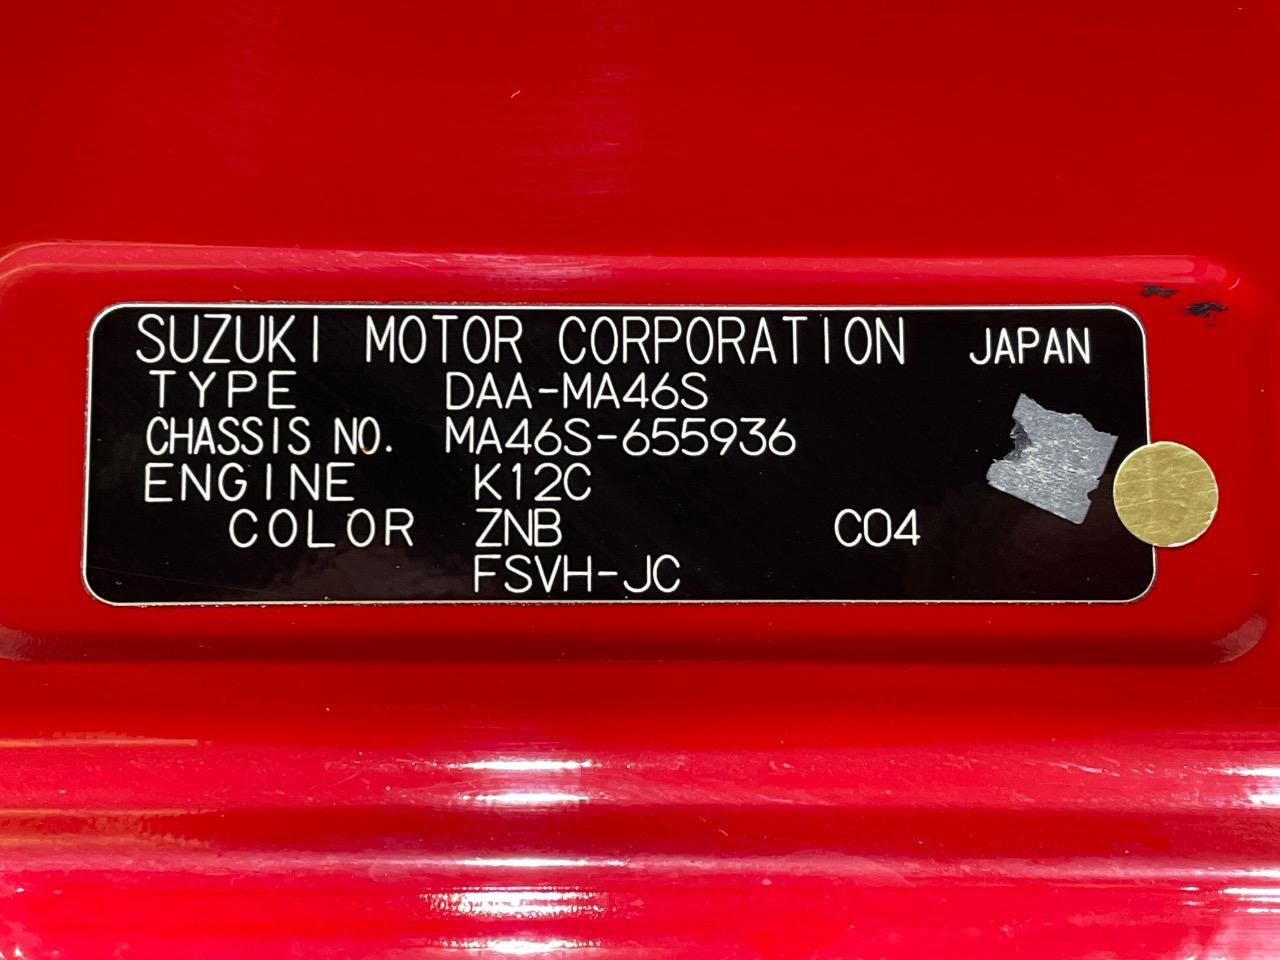 SUZUKI MOTOR CORPORATION JAPAN
TYPE DAA-MA46S
CHASSIS NO. MA46S-655936
ENGINE K12C
COLOR ZNB C04
FSVH-JC